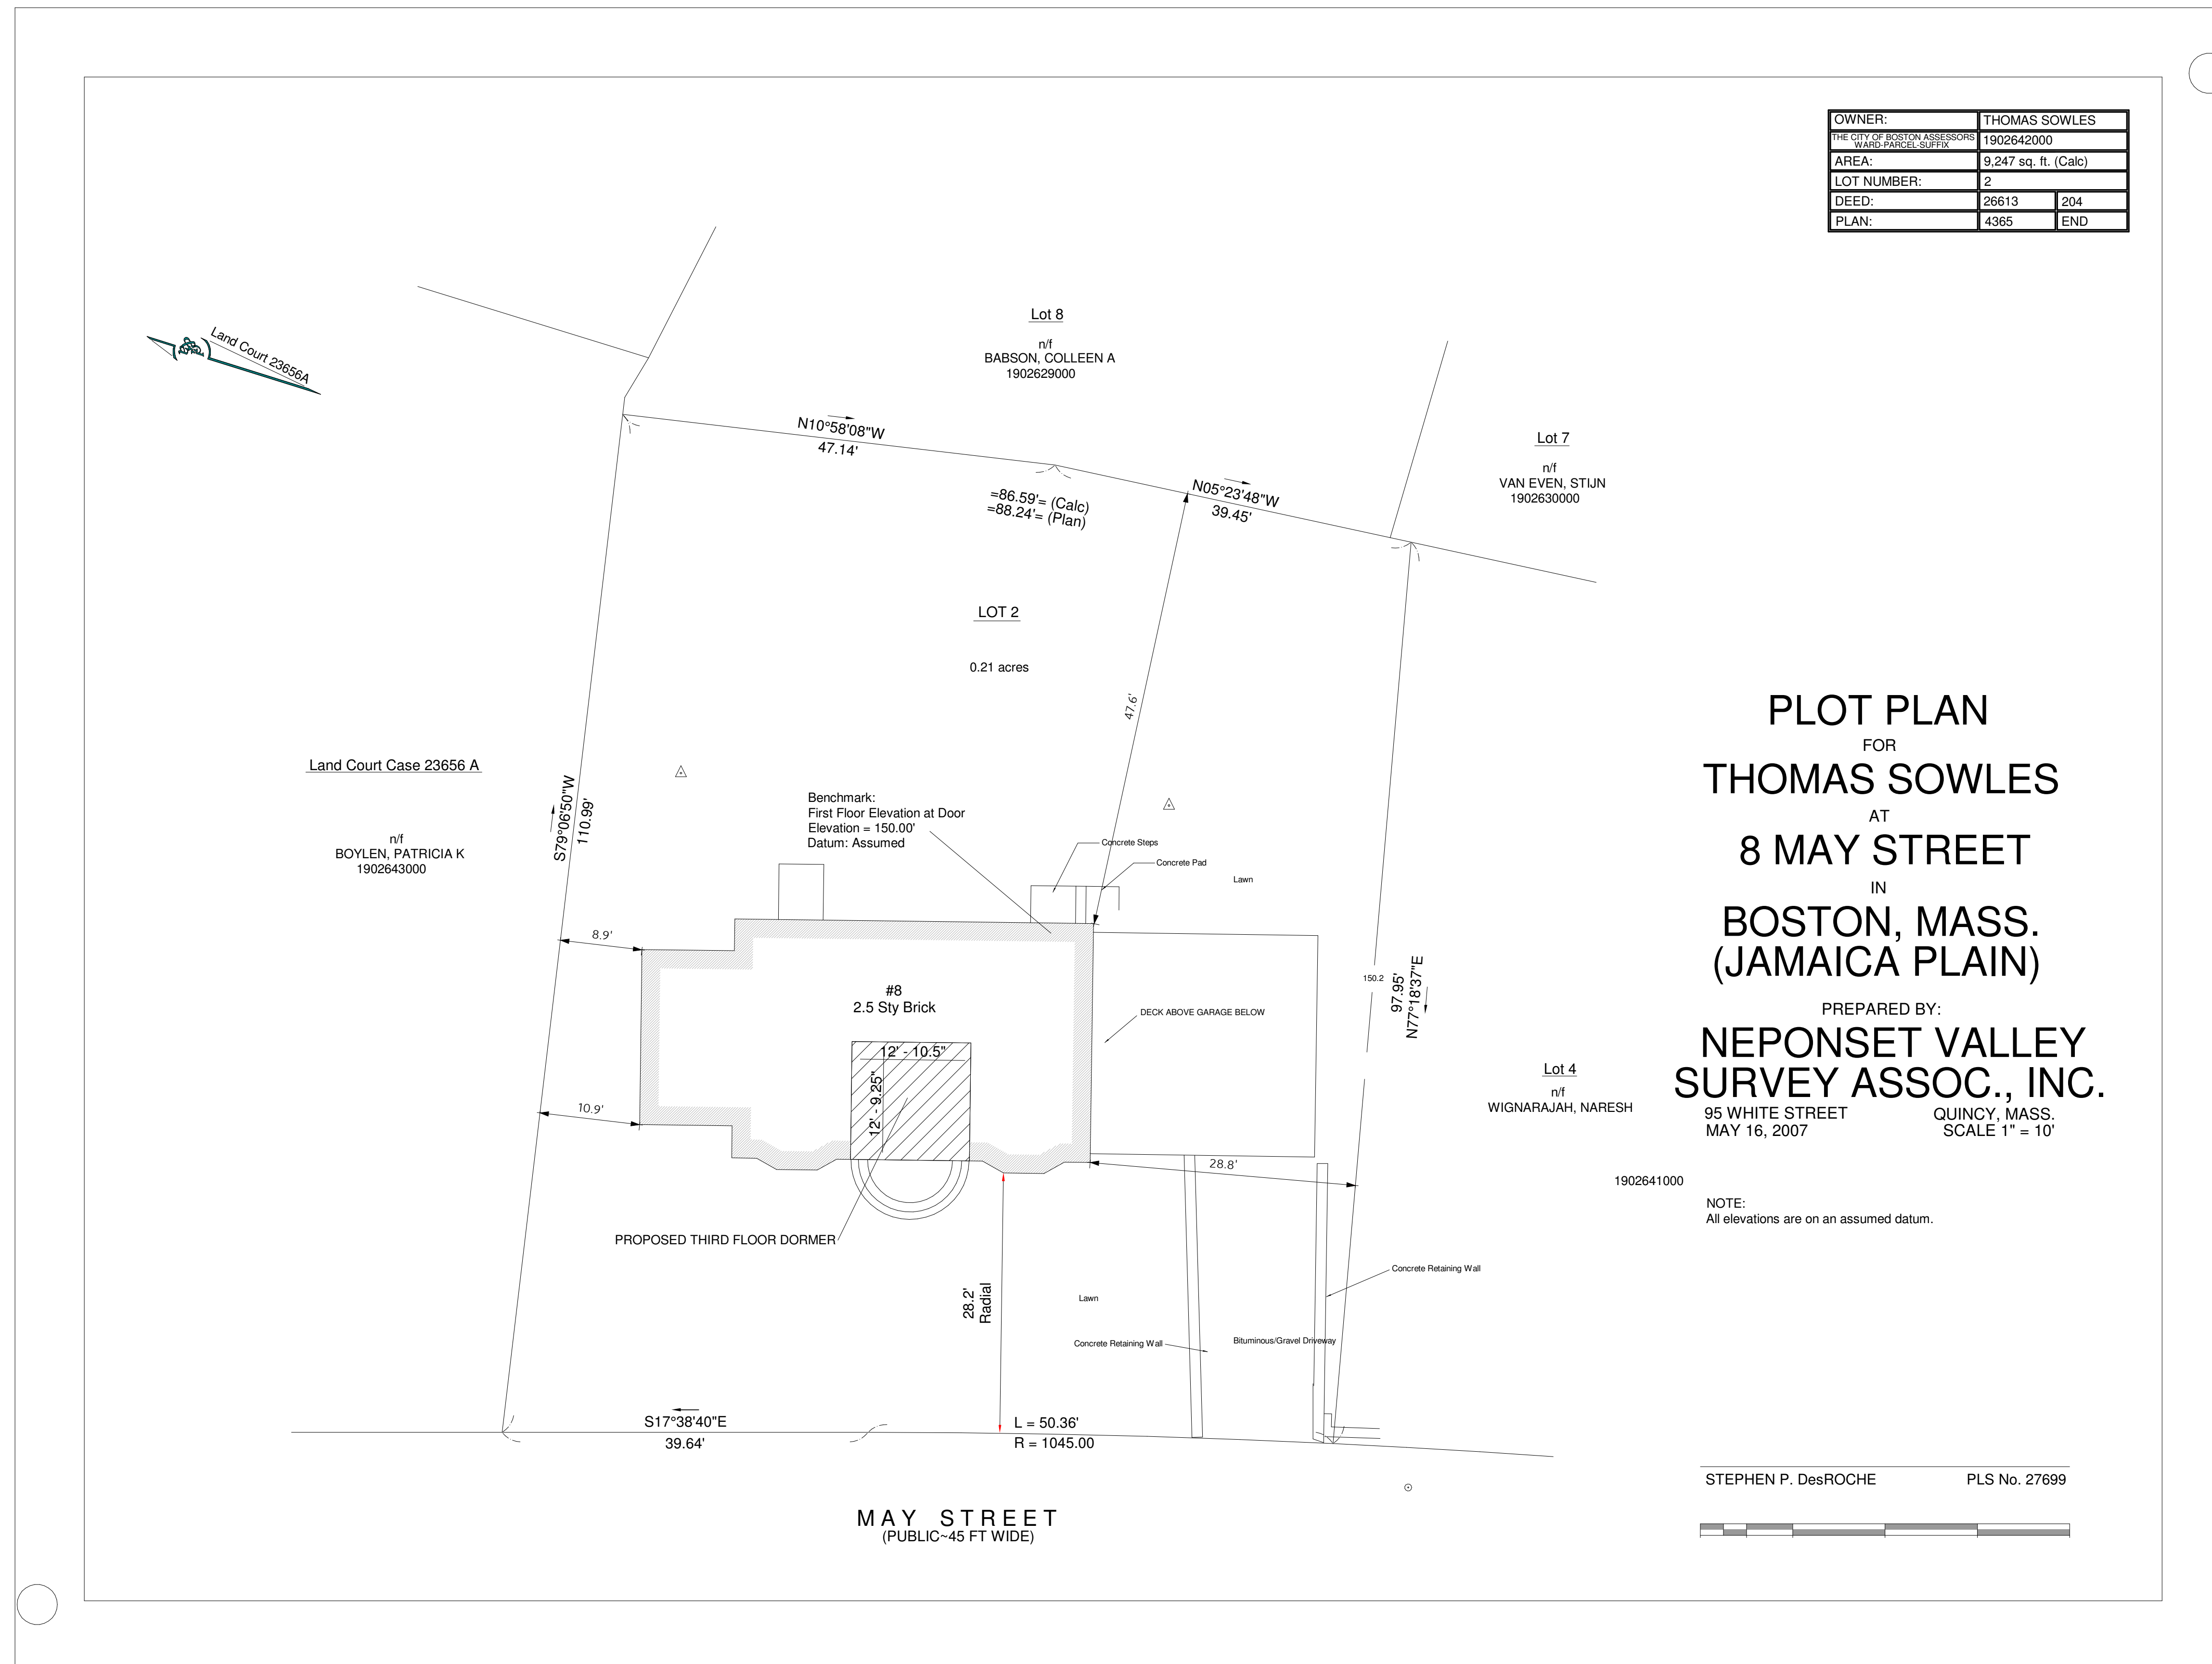 OWNER: THOMAS SOWLES
THE CITY OF BOSTON ASSESSORS
WARD-PARCEL-SUFFIX
1902642000
AREA: 9,247 sq. ft. (Calc)
LOT NUMBER: 2
DEED: 26613 204
PLAN: 4365 END
Land Court 23656A
Lot 8
n/f
BABSON, COLLEEN A
1902629000
N10°58'08"W
47.14'
Lot 7
n/f
VAN EVEN, STIJN
1902630000
N05°23'48"W
39.45'
=86.59'= (Calc)
=88.24'= (Plan)
LOT 2
0.21 acres
47.6'
Land Court Case 23656 A
n/f
BOYLEN, PATRICIA K
1902643000
S79°06'50"W
110.99'
Benchmark:
First Floor Elevation at Door
Elevation = 150.00'
Datum: Assumed
Concrete Steps
Concrete Pad
Lawn
8.9'
#8
2.5 Sty Brick
150.2
97.95'
N77°18'37"E
DECK ABOVE GARAGE BELOW
12' - 10.5"
12' - 9.25"
10.9'
28.8'
Lot 4
n/f
WIGNARAJAH, NARESH
1902641000
PROPOSED THIRD FLOOR DORMER
28.2'
Radial
Lawn
Concrete Retaining Wall
Concrete Retaining Wall
Bituminous/Gravel Driveway
S17°38'40"E
39.64'
L = 50.36'
R = 1045.00
MAY STREET
(PUBLIC~45 FT WIDE)
PLOT PLAN
FOR
THOMAS SOWLES
AT
8 MAY STREET
IN
BOSTON, MASS.
(JAMAICA PLAIN)
PREPARED BY:
NEPONSET VALLEY
SURVEY ASSOC., INC.
95 WHITE STREET QUINCY, MASS.
MAY 16, 2007 SCALE 1" = 10'
NOTE:
All elevations are on an assumed datum.
STEPHEN P. DesROCHE PLS No. 27699